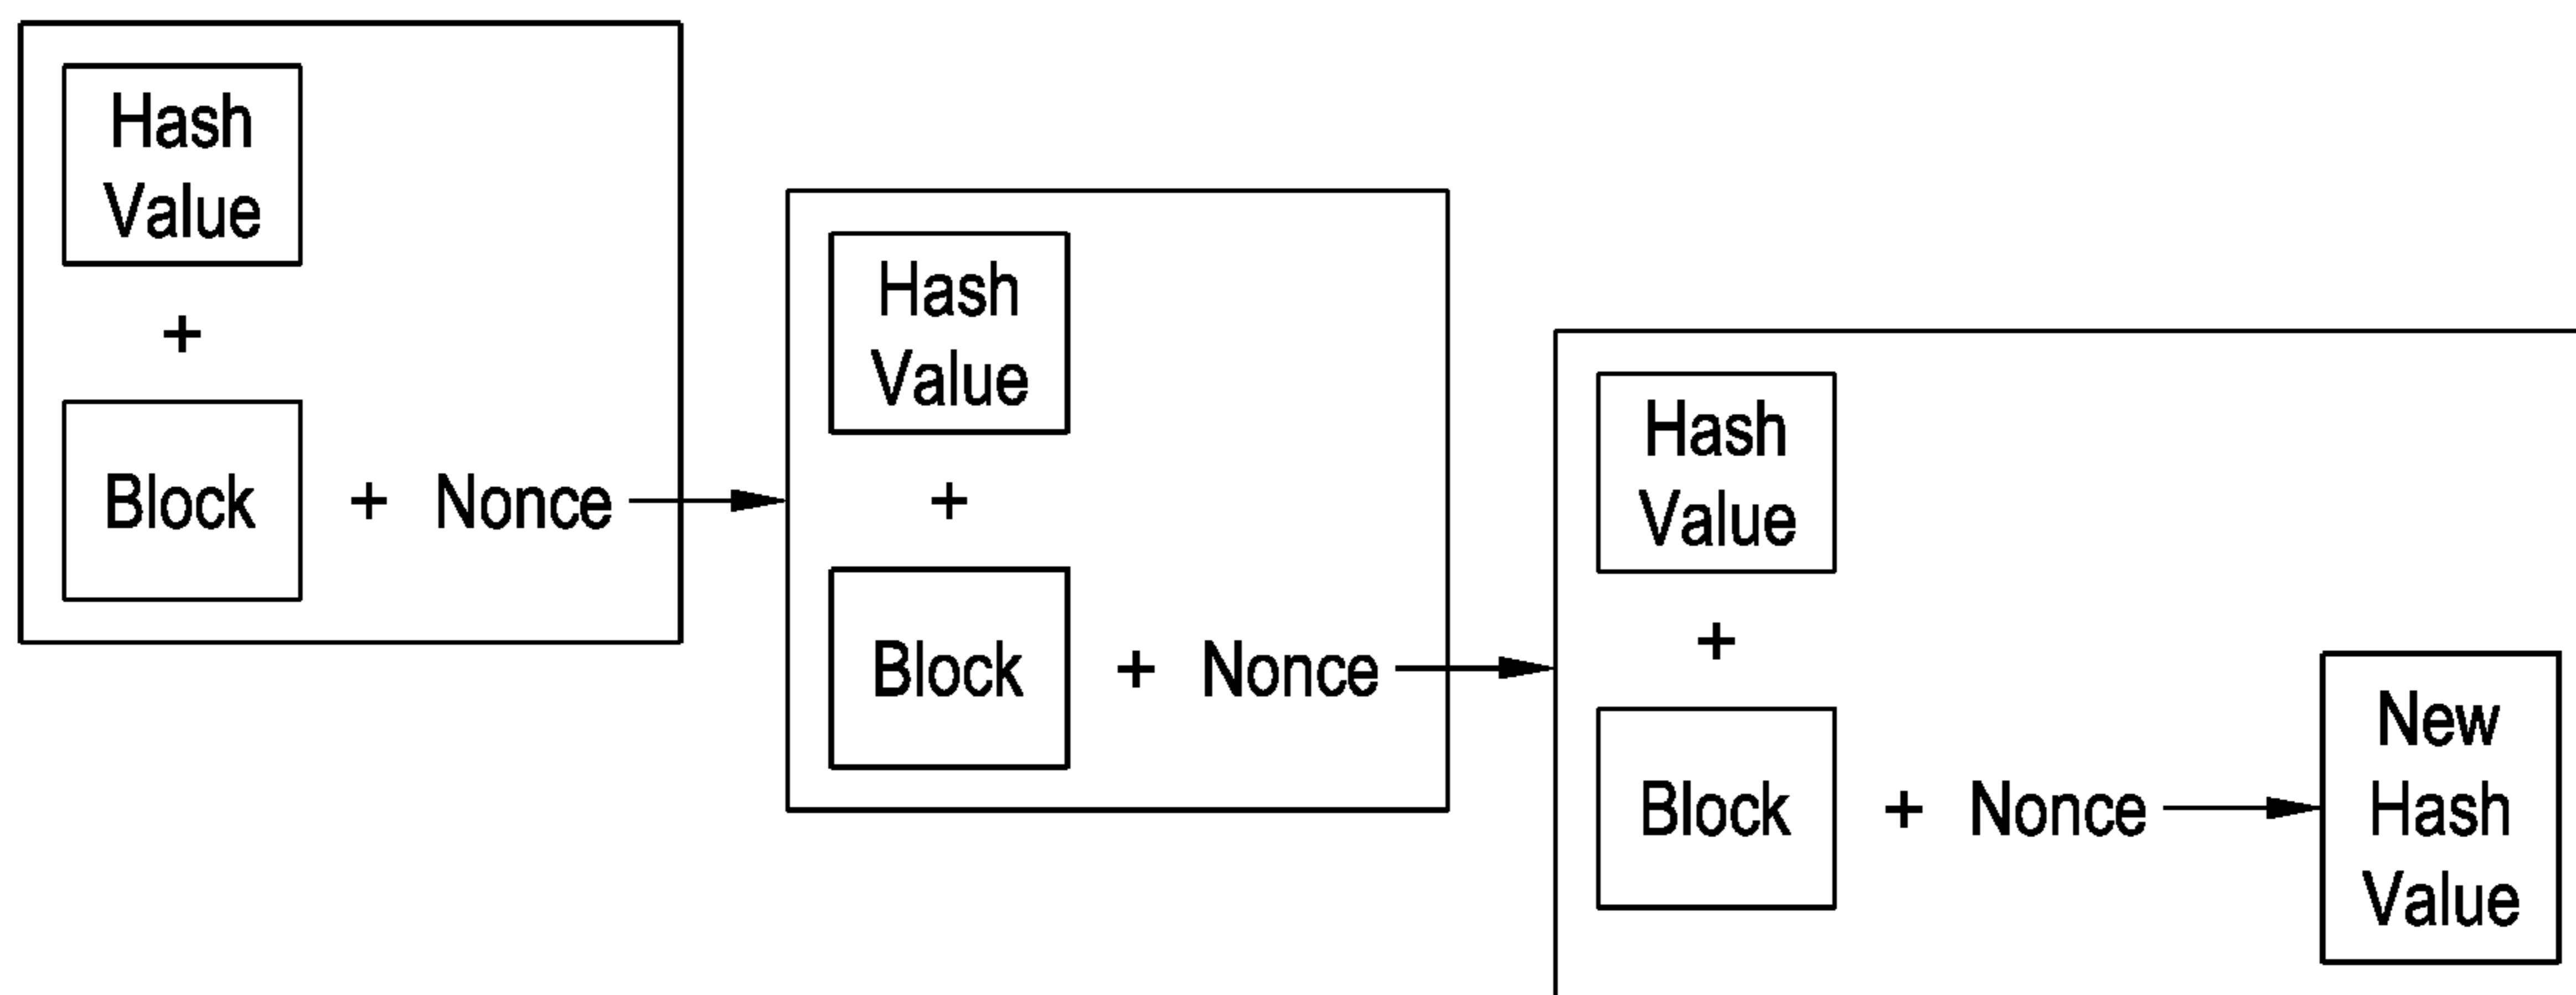 Hash
Value
+
Block + Nonce
Hash
Value
+
Block + Nonce
Hash
Value
+
Block + Nonce
New
Hash
Value